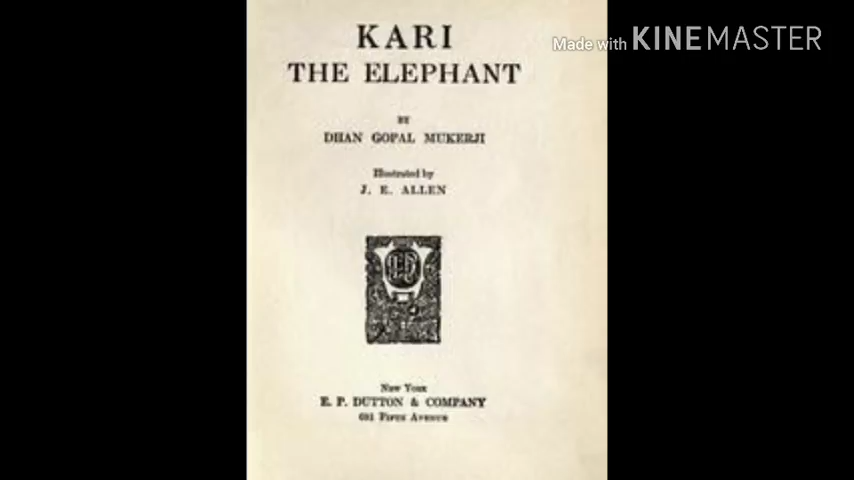 KARI
THE ELEPHANT
Made with KINEMASTER
BY
DHAN GOPAL MUKERJI
Illustrated by
J. E. ALLEN
New York
E. P. DUTTON & COMPANY
681 Fifth Avenue